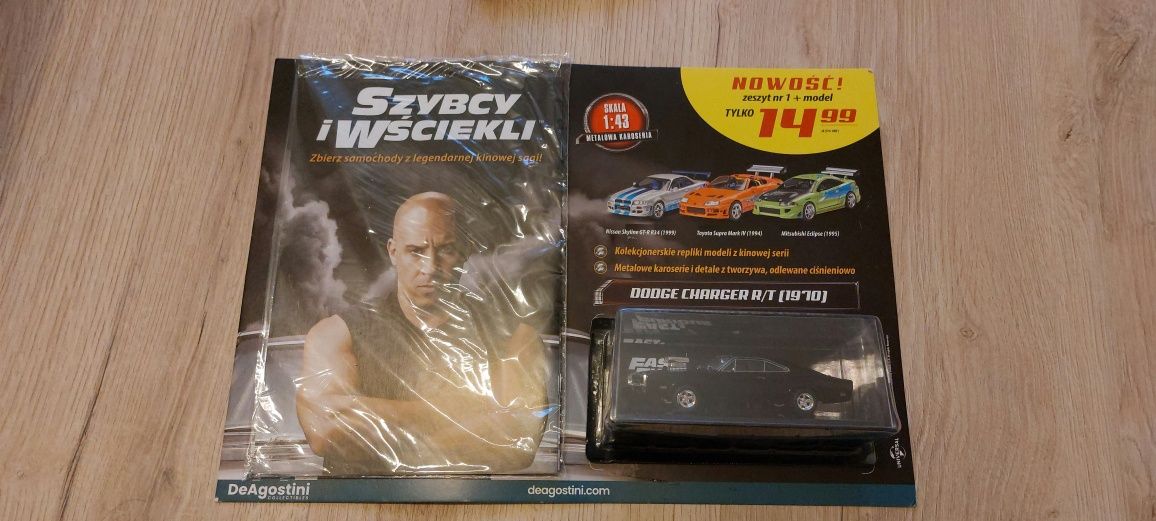 SZYBCY
i WŚCIEKLI
Zbierz samochody z legendarnej kinowej sagi!
NOWOŚĆ!
zeszyt nr 1 + model
TYLKO 14 99
SKALA
1:43
METALOWA KAROSERIA
Nissan Skyline GT-R R34 (1999)
Toyota Supra Mark IV (1994)
Mitsubishi Eclipse (1995)
Kolekcjonerskie repliki modeli z kinowej serii
Metalowe karoserie i detale z tworzywa, odlewane ciśnieniowo
DODGE CHARGER R/T (1970)
FAST
UNIVERSAL
DeAgostini
COLLECTIBLES
deagostini.com